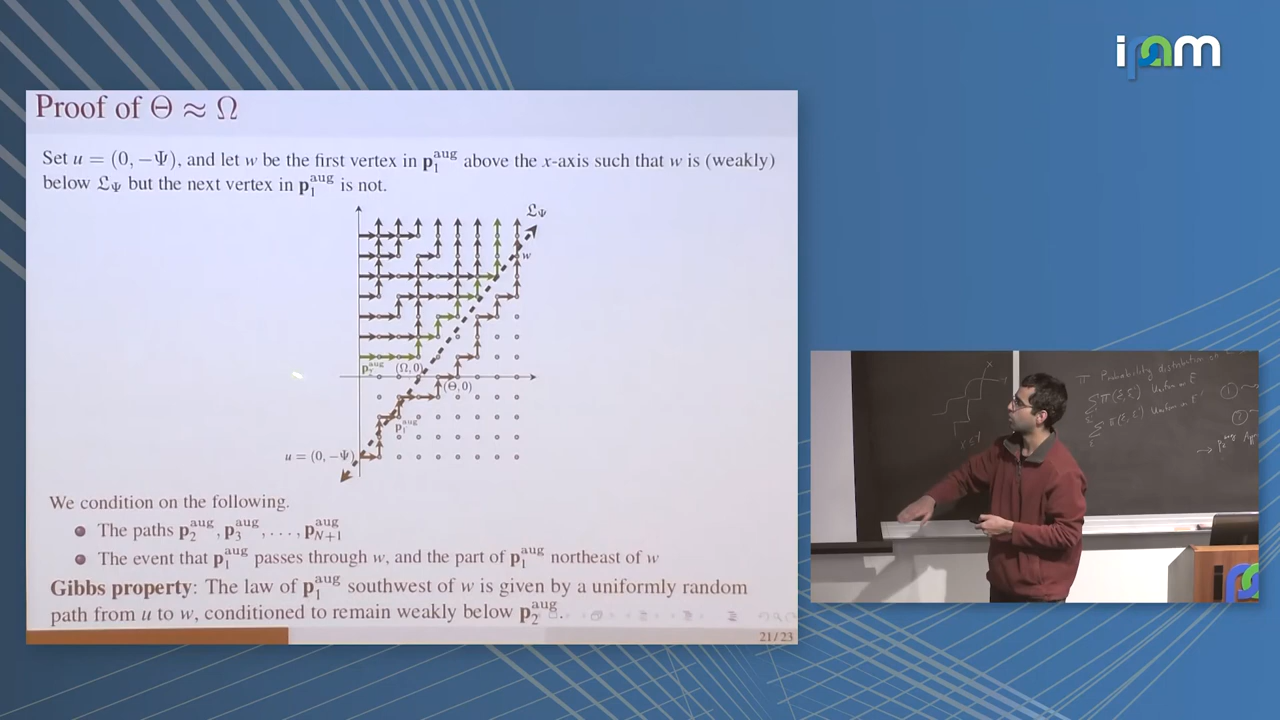 ipam
Proof of Θ ≈ Ω
Set u = (0, −Ψ), and let w be the first vertex in p₁^aug above the x-axis such that w is (weakly)
below 𝔏_Ψ but the next vertex in p₁^aug is not.
𝔏_Ψ
w
p₂^aug
(Ω, 0)
(Θ, 0)
p₁^aug
u = (0, −Ψ)
We condition on the following.
The paths p₂^aug, p₃^aug, . . . , p_{N+1}^aug
The event that p₁^aug passes through w, and the part of p₁^aug northeast of w
Gibbs property: The law of p₁^aug southwest of w is given by a uniformly random
path from u to w, conditioned to remain weakly below p₂^aug.
21 / 23
Probability distribution on
Uniform
Uniform